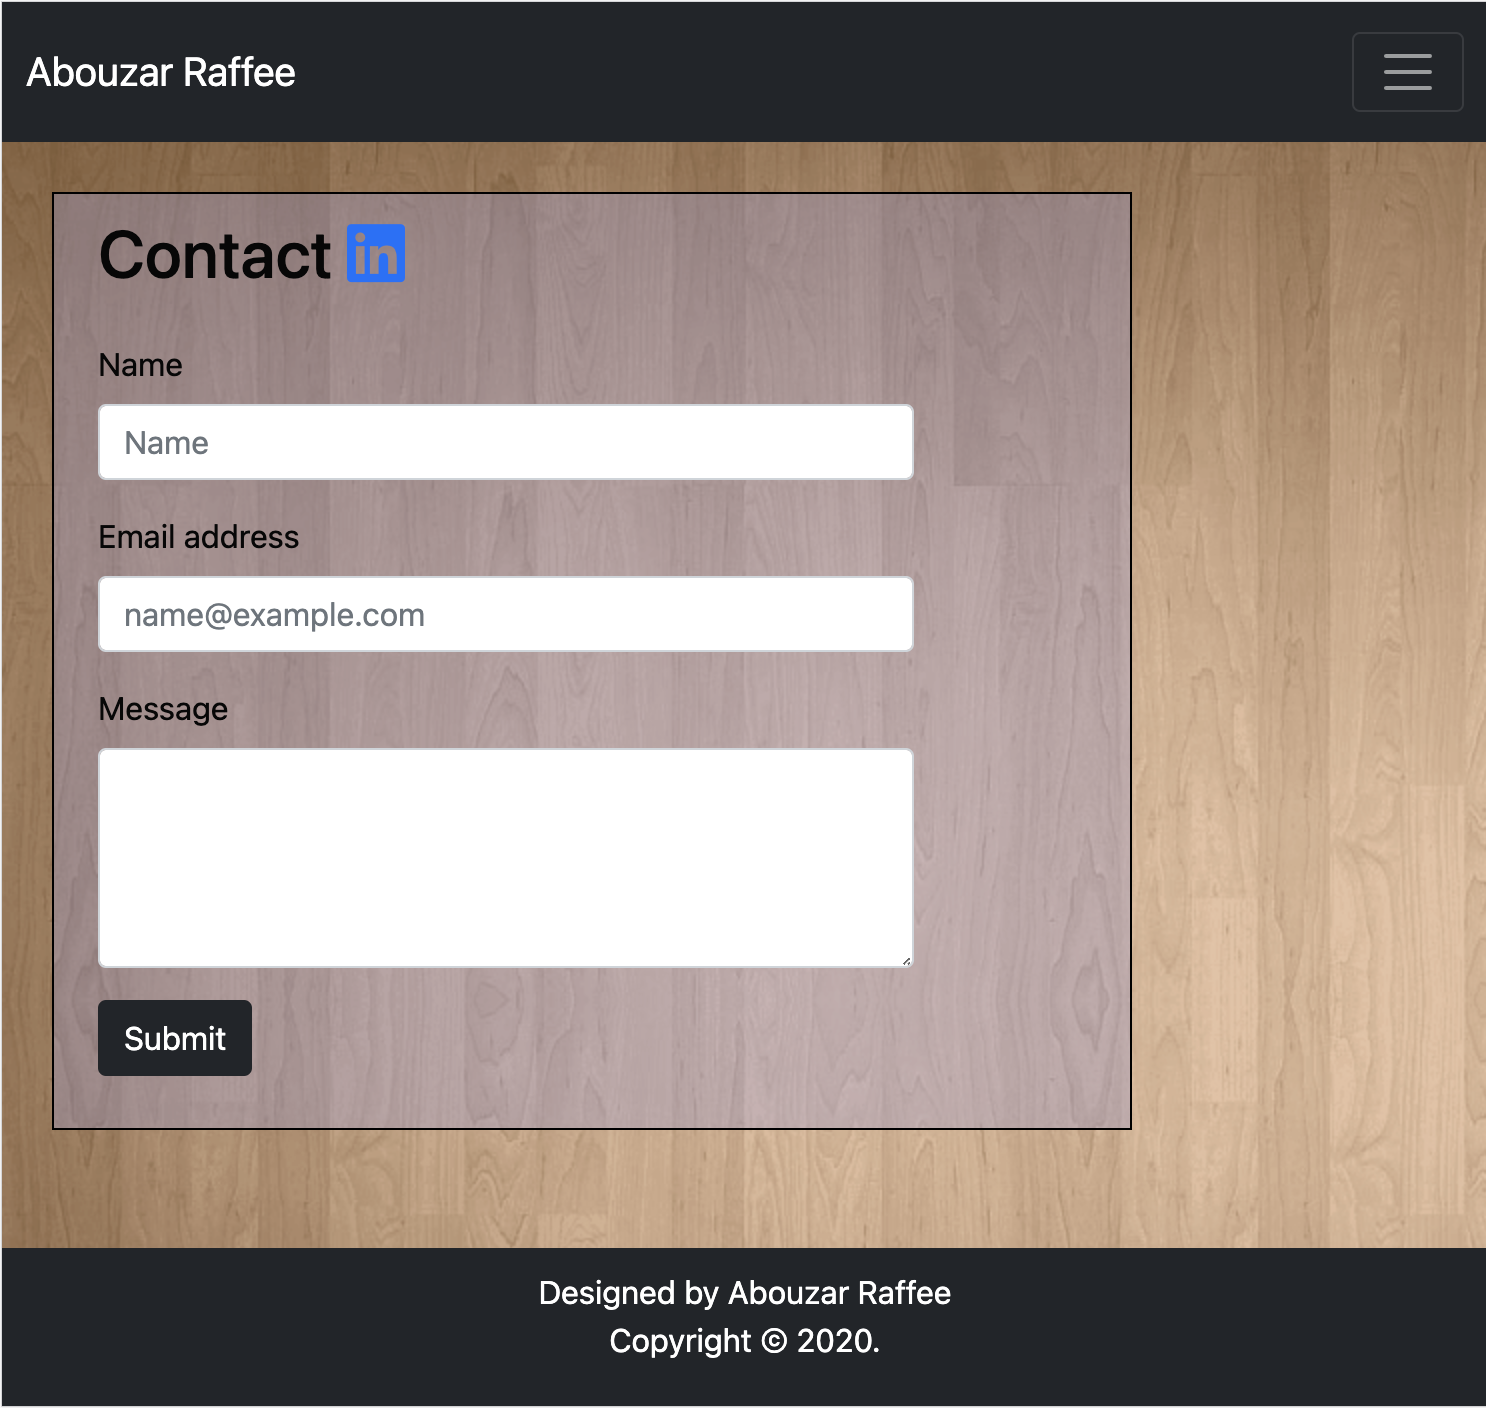 Abouzar Raffee
Contact in
Name
Name
Email address
name@example.com
Message
Submit
Designed by Abouzar Raffee
Copyright © 2020.